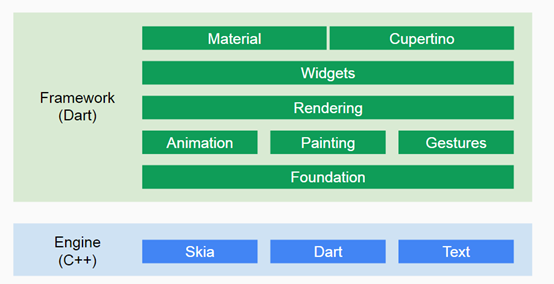 Material
Cupertino
Widgets
Framework
(Dart)
Rendering
Animation
Painting
Gestures
Foundation
Engine
(C++)
Skia
Dart
Text